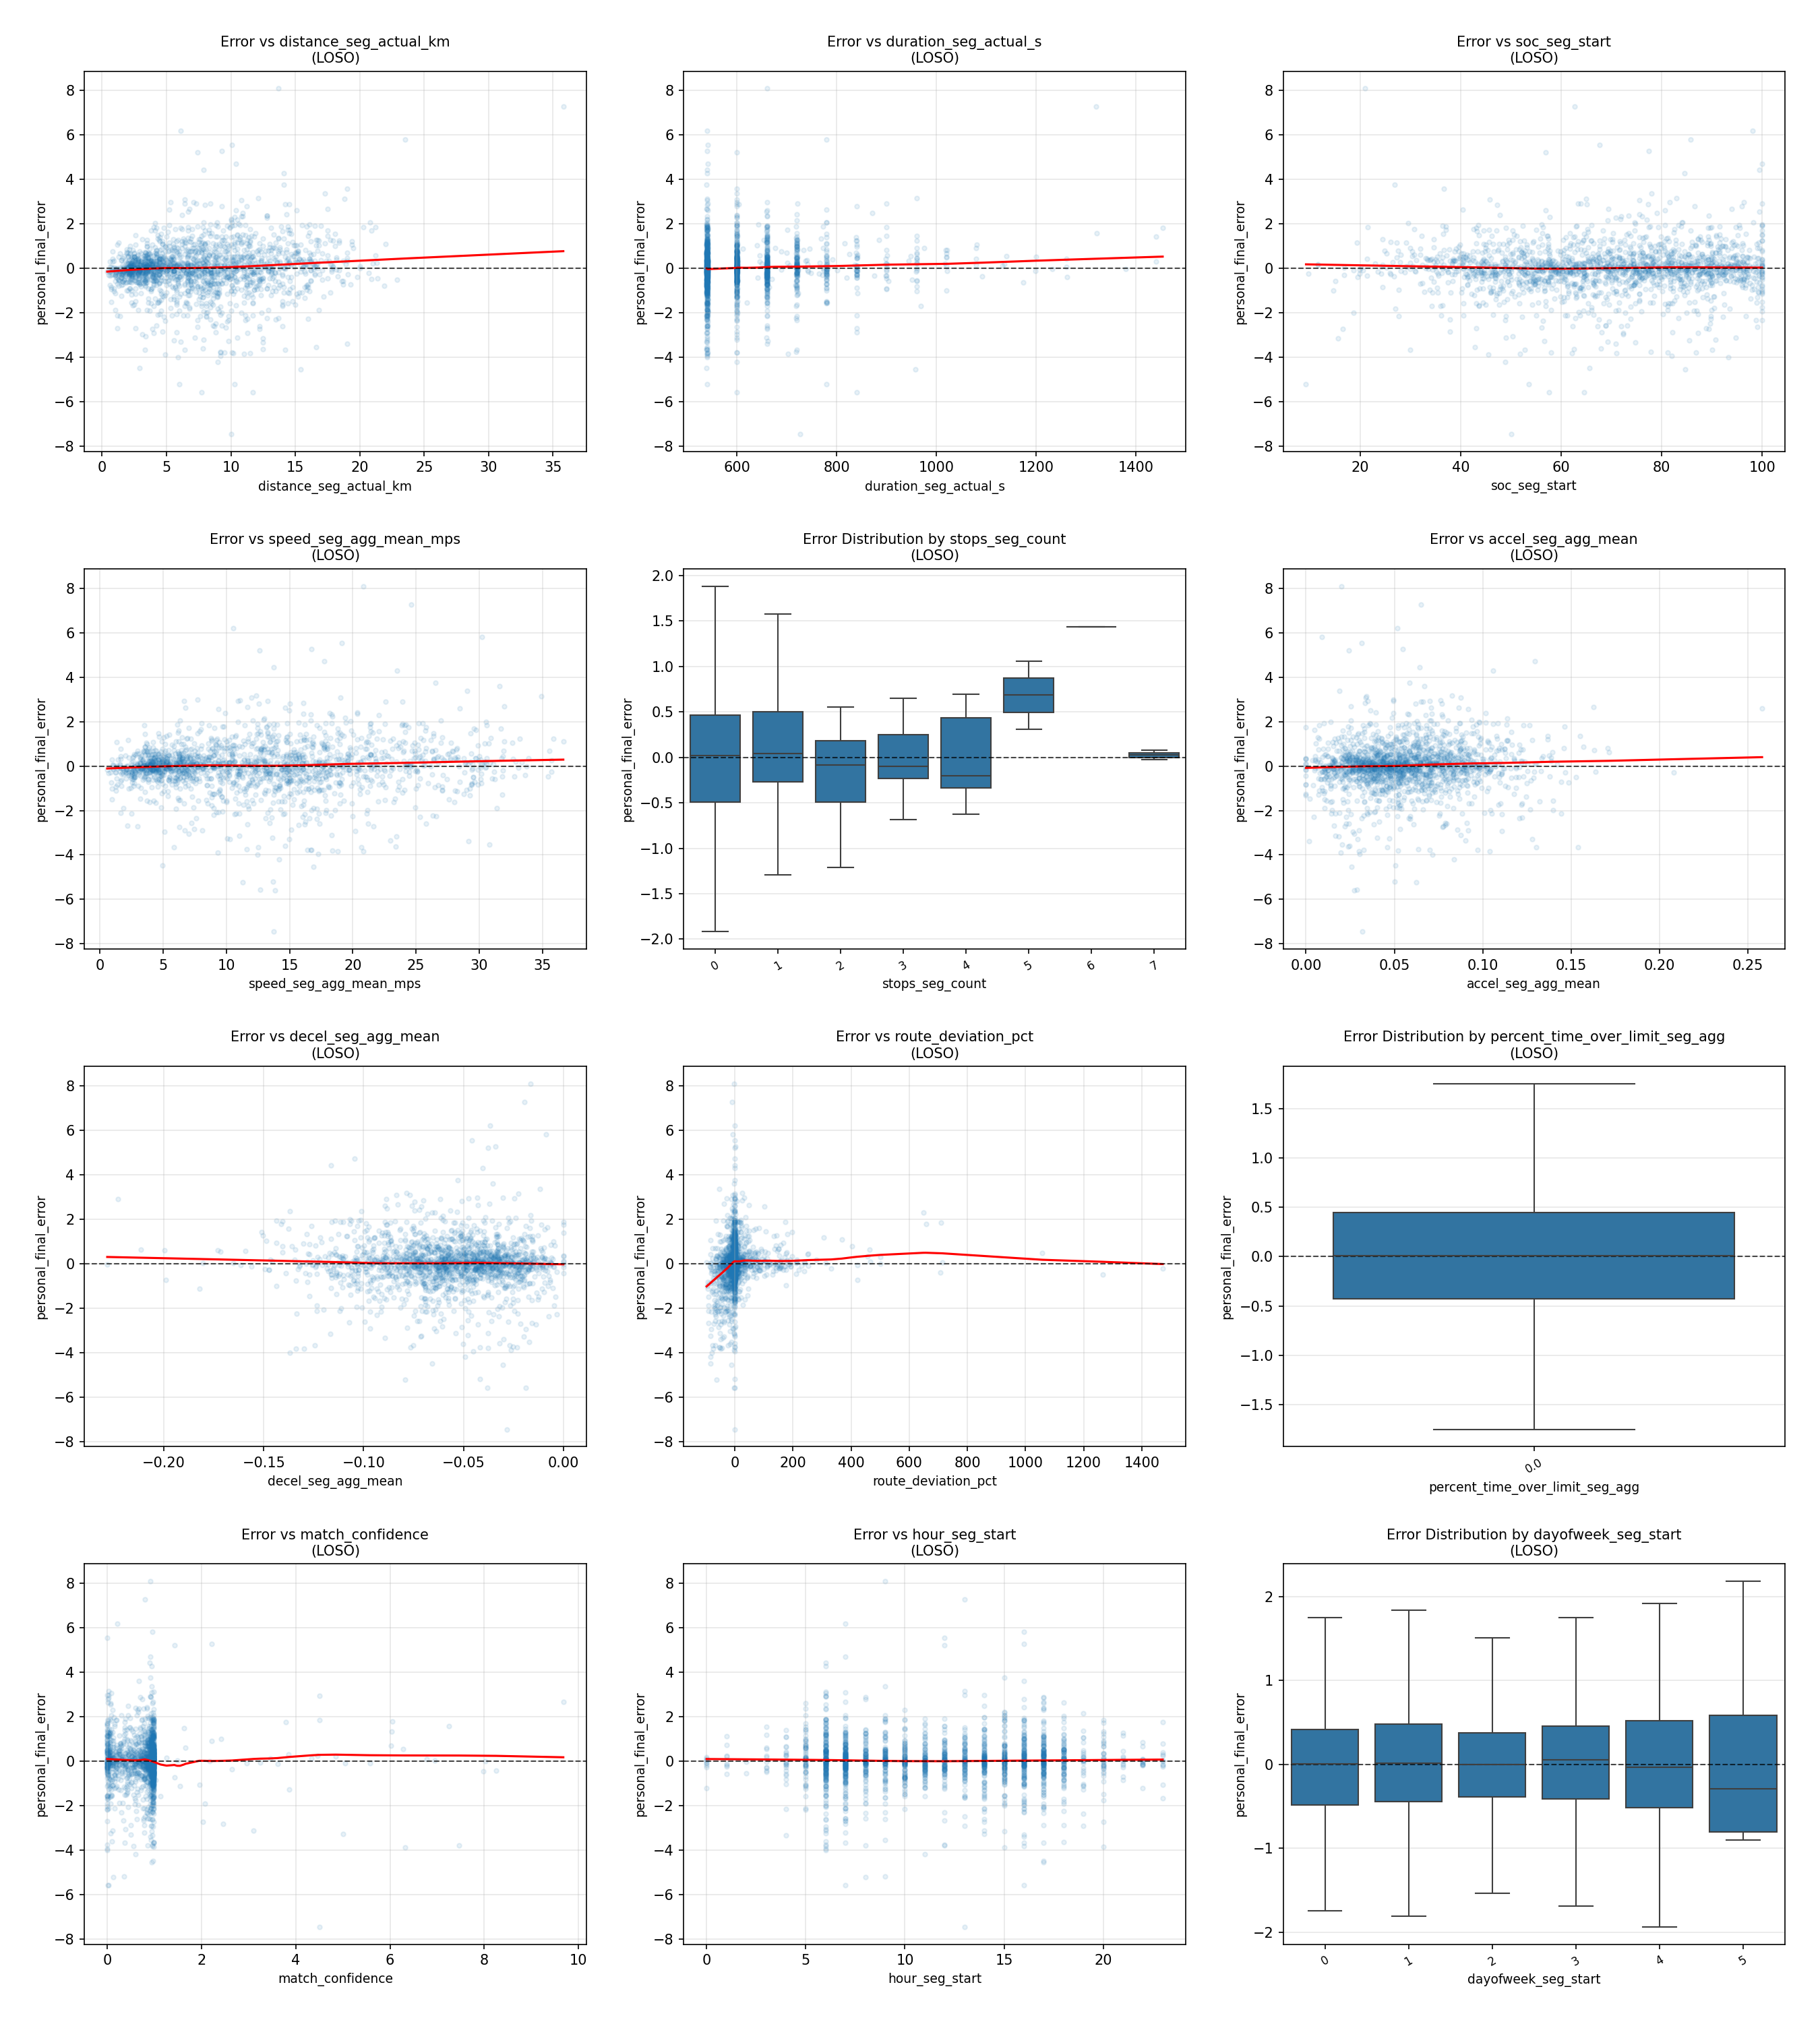 Error vs distance_seg_actual_km
(LOSO)
personal_final_error
8
6
4
2
0
−2
−4
−6
−8
0 5 10 15 20 25 30 35
distance_seg_actual_km
Error vs duration_seg_actual_s
(LOSO)
personal_final_error
8
6
4
2
0
−2
−4
−6
−8
600 800 1000 1200 1400
duration_seg_actual_s
Error vs soc_seg_start
(LOSO)
personal_final_error
8
6
4
2
0
−2
−4
−6
−8
20 40 60 80 100
soc_seg_start
Error vs speed_seg_agg_mean_mps
(LOSO)
personal_final_error
8
6
4
2
0
−2
−4
−6
−8
0 5 10 15 20 25 30 35
speed_seg_agg_mean_mps
Error Distribution by stops_seg_count
(LOSO)
personal_final_error
2.0
1.5
1.0
0.5
0.0
−0.5
−1.0
−1.5
−2.0
0 1 2 3 4 5 6 7
stops_seg_count
Error vs accel_seg_agg_mean
(LOSO)
personal_final_error
8
6
4
2
0
−2
−4
−6
−8
0.00 0.05 0.10 0.15 0.20 0.25
accel_seg_agg_mean
Error vs decel_seg_agg_mean
(LOSO)
personal_final_error
8
6
4
2
0
−2
−4
−6
−8
−0.20 −0.15 −0.10 −0.05 0.00
decel_seg_agg_mean
Error vs route_deviation_pct
(LOSO)
personal_final_error
8
6
4
2
0
−2
−4
−6
−8
0 200 400 600 800 1000 1200 1400
route_deviation_pct
Error Distribution by percent_time_over_limit_seg_agg
(LOSO)
personal_final_error
1.5
1.0
0.5
0.0
−0.5
−1.0
−1.5
0.0
percent_time_over_limit_seg_agg
Error vs match_confidence
(LOSO)
personal_final_error
8
6
4
2
0
−2
−4
−6
−8
0 2 4 6 8 10
match_confidence
Error vs hour_seg_start
(LOSO)
personal_final_error
8
6
4
2
0
−2
−4
−6
−8
0 5 10 15 20
hour_seg_start
Error Distribution by dayofweek_seg_start
(LOSO)
personal_final_error
2
1
0
−1
−2
0 1 2 3 4 5
dayofweek_seg_start